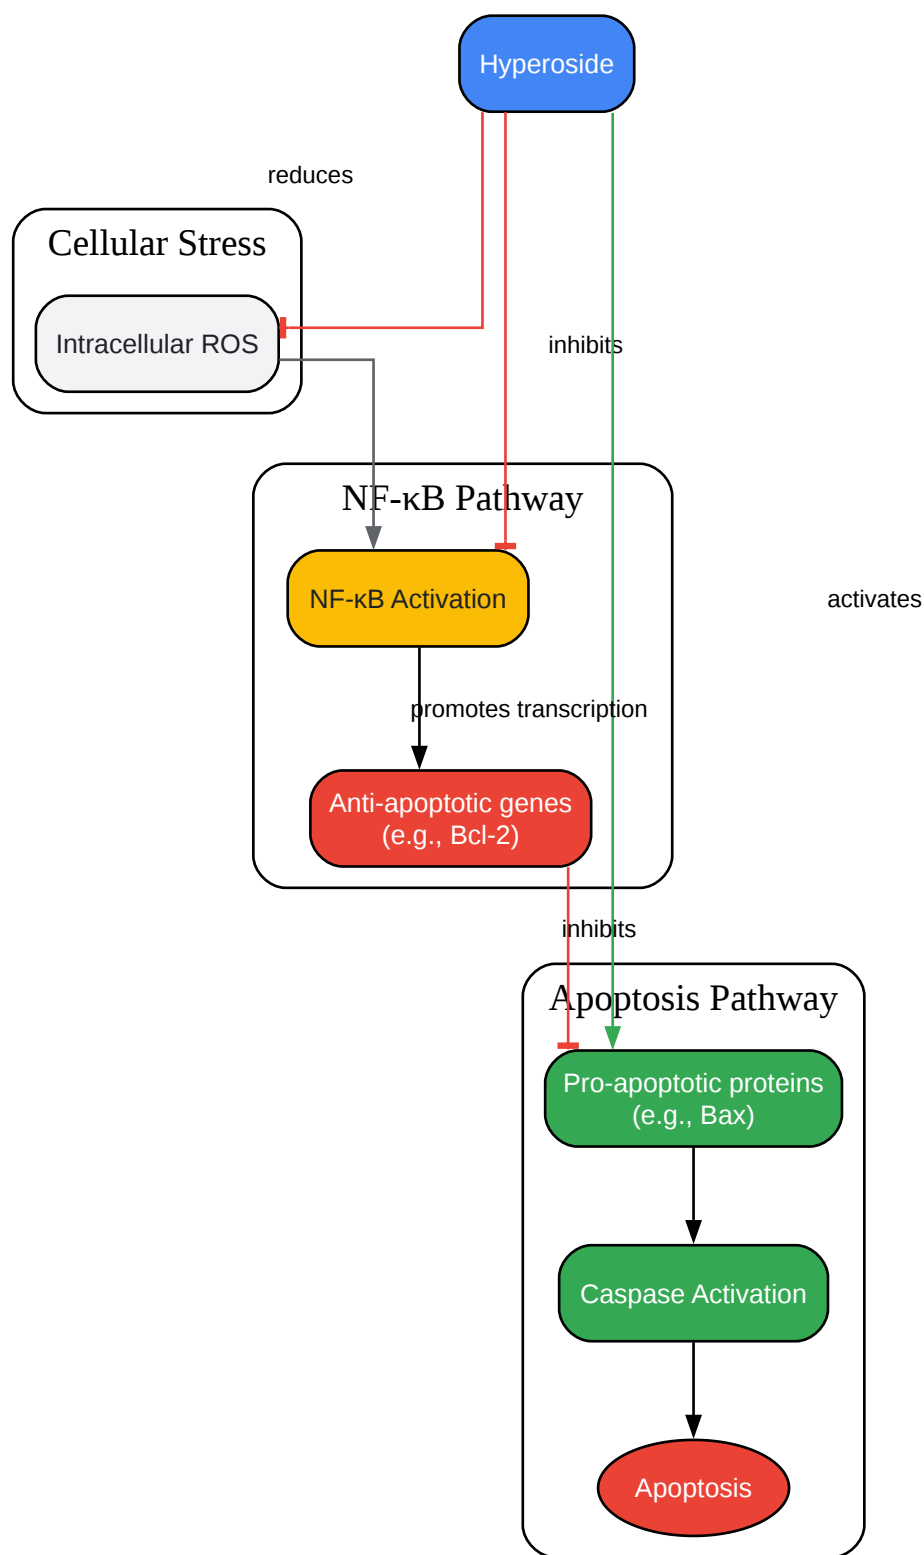 Hyperoside
reduces
Cellular Stress
Intracellular ROS
inhibits
NF-κB Pathway
NF-κB Activation
activates
promotes transcription
Anti-apoptotic genes
(e.g., Bcl-2)
inhibits
Apoptosis Pathway
Pro-apoptotic proteins
(e.g., Bax)
Caspase Activation
Apoptosis